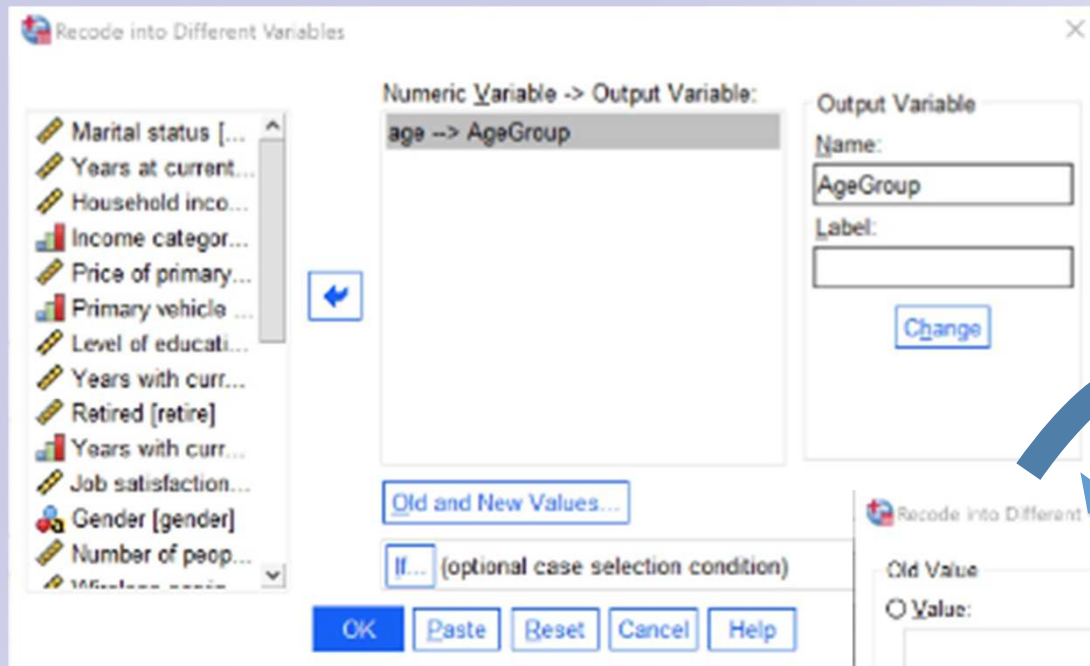 Recode into Different Variables
Marital status [...
Years at current...
Household inco...
Income categor...
Price of primary...
Primary vehicle ...
Level of educati...
Years with curr...
Retired [retire]
Years with curr...
Job satisfaction...
Gender [gender]
Number of peop...
Numeric Variable -> Output Variable:
age --> AgeGroup
Output Variable
Name:
AgeGroup
Label:
Change
Old and New Values...
If... (optional case selection condition)
OK Paste Reset Cancel Help
Recode into Different
Old Value
Value: